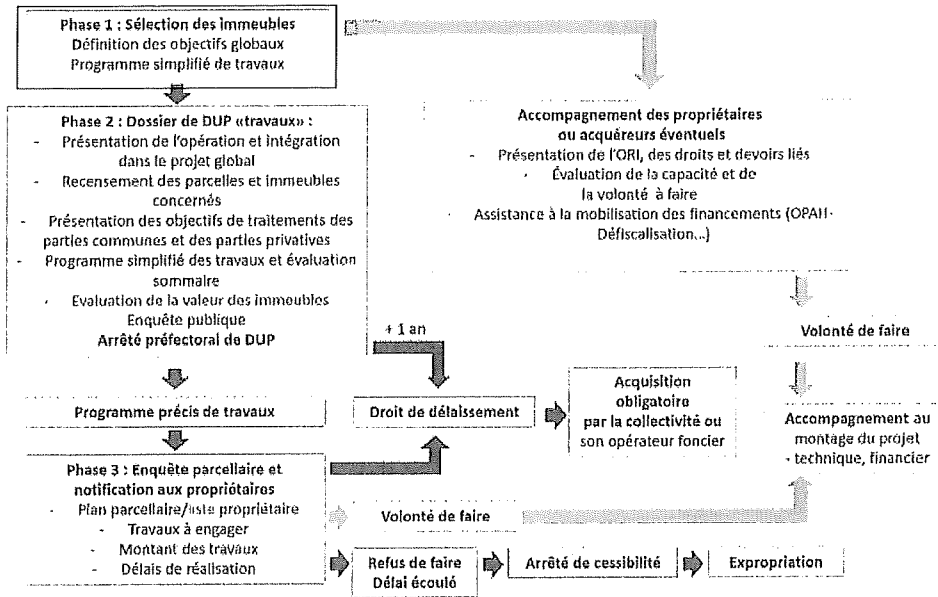 Phase 1 : Sélection des immeubles
Définition des objectifs globaux
Programme simplifié de travaux
Phase 2 : Dossier de DUP «travaux» :
- Présentation de l'opération et intégration
dans le projet global
- Recensement des parcelles et immeubles
concernés
- Présentation des objectifs de traitements des
parties communes et des parties privatives
- Programme simplifié des travaux et évaluation
sommaire
- Evaluation de la valeur des immeubles
Enquête publique
Arrêté préfectoral de DUP
Accompagnement des propriétaires
ou acquéreurs éventuels
- Présentation de l'ORI, des droits et devoirs liés
- Évaluation de la capacité et de
la volonté à faire
- Assistance à la mobilisation des financements (OPAH-
Défiscalisation...)
+ 1 an
Volonté de faire
Programme précis de travaux
Droit de délaissement
Acquisition
obligatoire
par la collectivité ou
son opérateur foncier
Accompagnement au
montage du projet
- technique, financier
Phase 3 : Enquête parcellaire et
notification aux propriétaires
- Plan parcellaire/liste propriétaire
- Travaux à engager
- Montant des travaux
- Délais de réalisation
Volonté de faire
Refus de faire
Délai écoulé
Arrêté de cessibilité
Expropriation